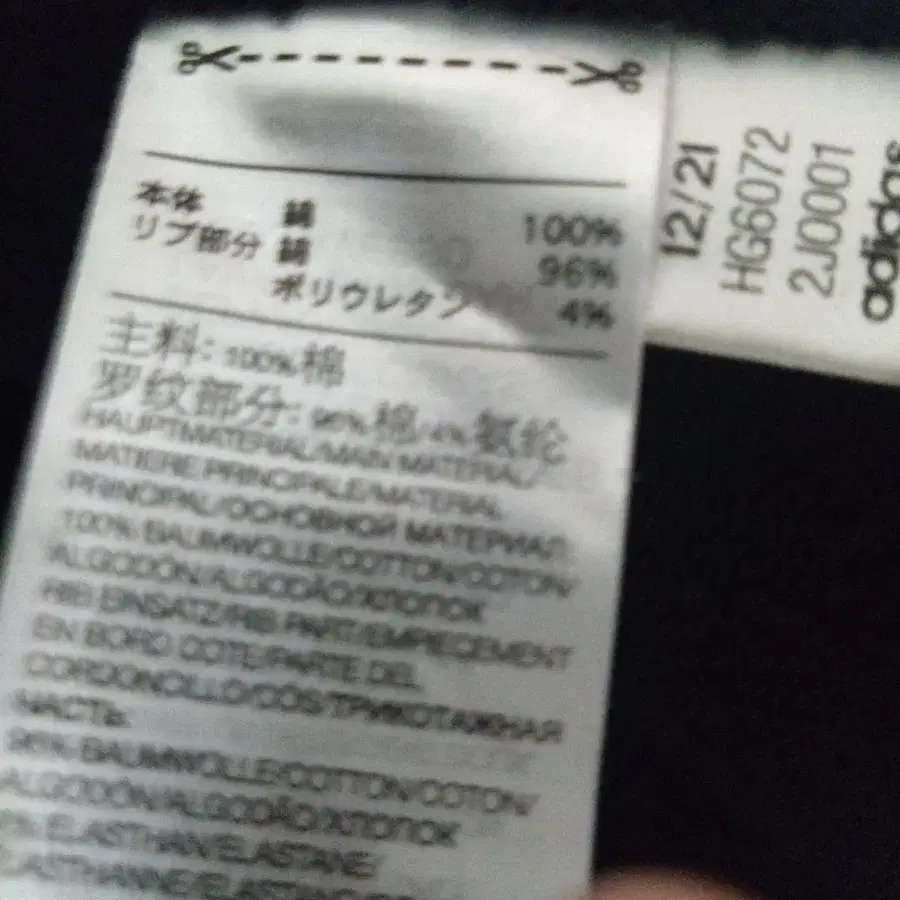 本体 綿 100%
リブ部分 綿 96%
ポリウレタン 4%
主料: 100%棉
罗纹部分: 96%棉 4%氨纶
HAUPTMATERIAL/MAIN MATERIAL/
MATIERE PRINCIPALE/MATERIAL
PRINCIPAL/ОСНОВНОЙ МАТЕРИАЛ:
100% BAUMWOLLE/COTTON/COTON/
ALGODÓN/ALGODÃO/ХЛОПОК
RIB EINSATZ/RIB PART/EMPIECEMENT
EN BORD COTE/PARTE DEL
CORDONCILLO/CÓS/ТРИКОТАЖНАЯ
ЧАСТЬ:
96% BAUMWOLLE/COTTON/COTON/
ALGODÓN/ALGODÃO/ХЛОПОК
ELASTHAN/ELASTANE/
12/21
HG6072
2J0001
adidas